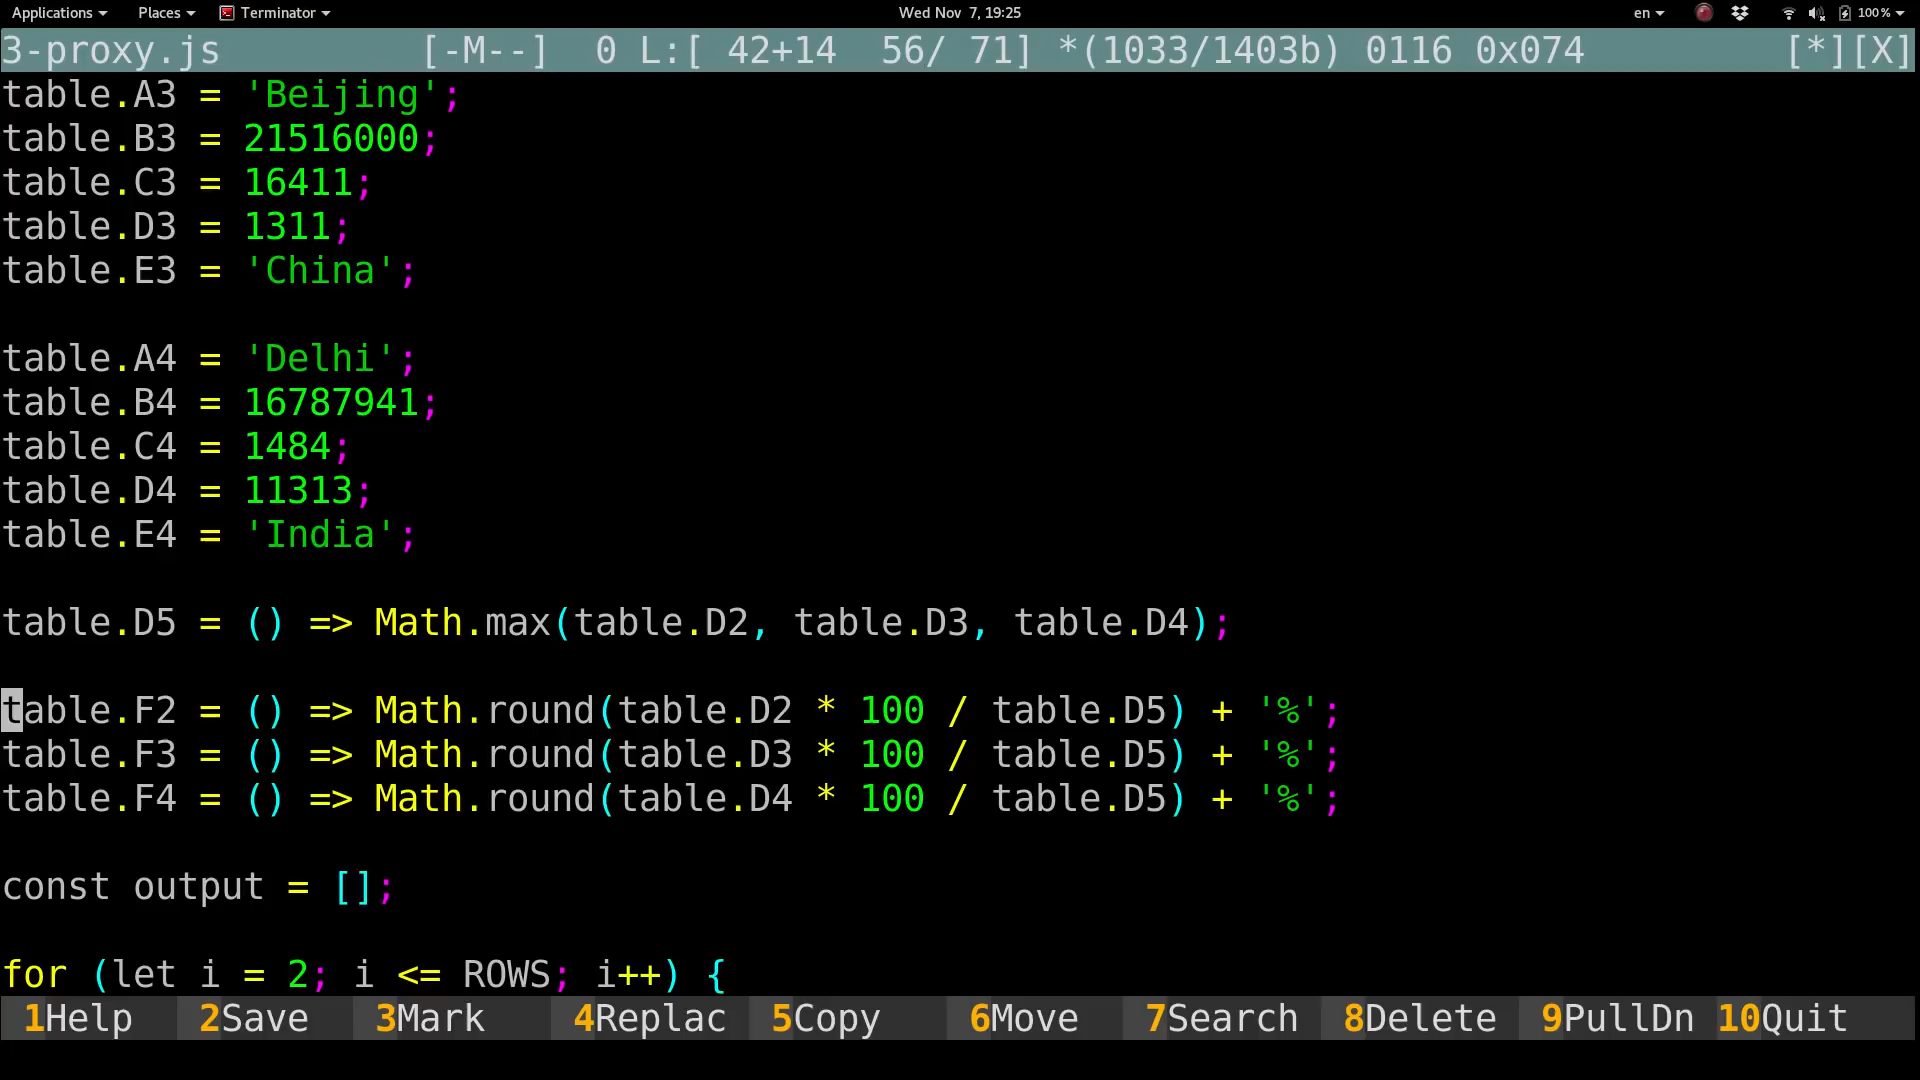 Applications Places Terminator Wed Nov 7, 19:25 en 100%
3-proxy.js [-M--] 0 L:[ 42+14 56/ 71] *(1033/1403b) 0116 0x074 [*][X]
table.A3 = 'Beijing';
table.B3 = 21516000;
table.C3 = 16411;
table.D3 = 1311;
table.E3 = 'China';
table.A4 = 'Delhi';
table.B4 = 16787941;
table.C4 = 1484;
table.D4 = 11313;
table.E4 = 'India';
table.D5 = () => Math.max(table.D2, table.D3, table.D4);
table.F2 = () => Math.round(table.D2 * 100 / table.D5) + '%';
table.F3 = () => Math.round(table.D3 * 100 / table.D5) + '%';
table.F4 = () => Math.round(table.D4 * 100 / table.D5) + '%';
const output = [];
for (let i = 2; i <= ROWS; i++) {
1Help 2Save 3Mark 4Replac 5Copy 6Move 7Search 8Delete 9PullDn 10Quit